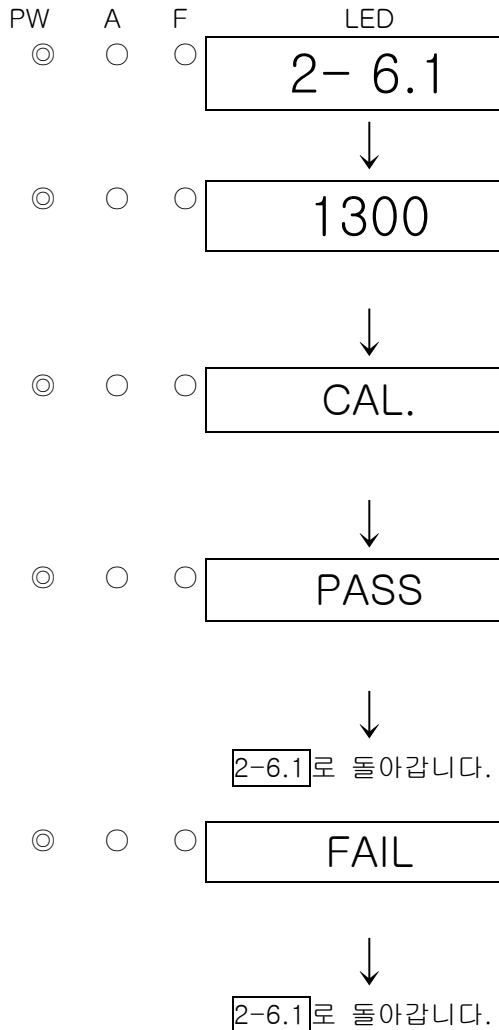 PW A F LED
◎ ○ ○ 2- 6.1
↓
◎ ○ ○ 1300
↓
◎ ○ ○ CAL.
↓
◎ ○ ○ PASS
↓
2-6.1로 돌아갑니다.
◎ ○ ○ FAIL
↓
2-6.1로 돌아갑니다.